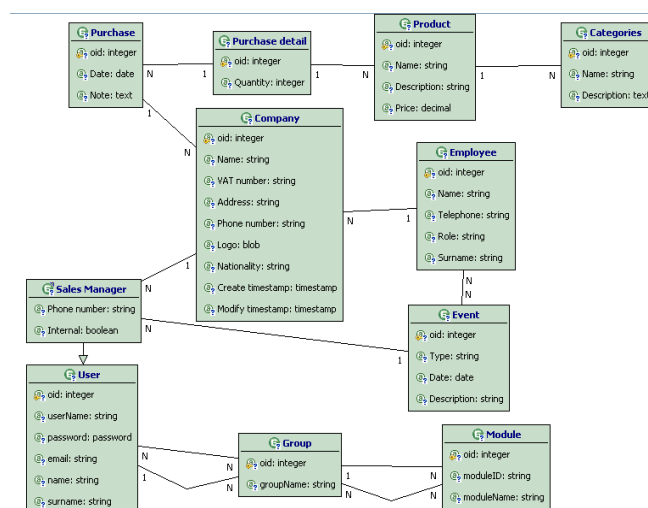 Purchase
oid: integer
Date: date
Note: text
N
1
Purchase detail
oid: integer
Quantity: integer
1
N
Product
oid: integer
Name: string
Description: string
Price: decimal
1
N
Categories
oid: integer
Name: string
Description: text
1
N
Company
oid: integer
Name: string
VAT number: string
Address: string
Phone number: string
Logo: blob
Nationality: string
Create timestamp: timestamp
Modify timestamp: timestamp
N
1
Employee
oid: integer
Name: string
Telephone: string
Role: string
Surname: string
N
N
1
N
Sales Manager
Phone number: string
Internal: boolean
N
1
Event
oid: integer
Type: string
Date: date
Description: string
User
oid: integer
userName: string
password: password
email: string
name: string
surname: string
N
N
1
N
Group
oid: integer
groupName: string
1
N
N
N
Module
oid: integer
moduleID: string
moduleName: string